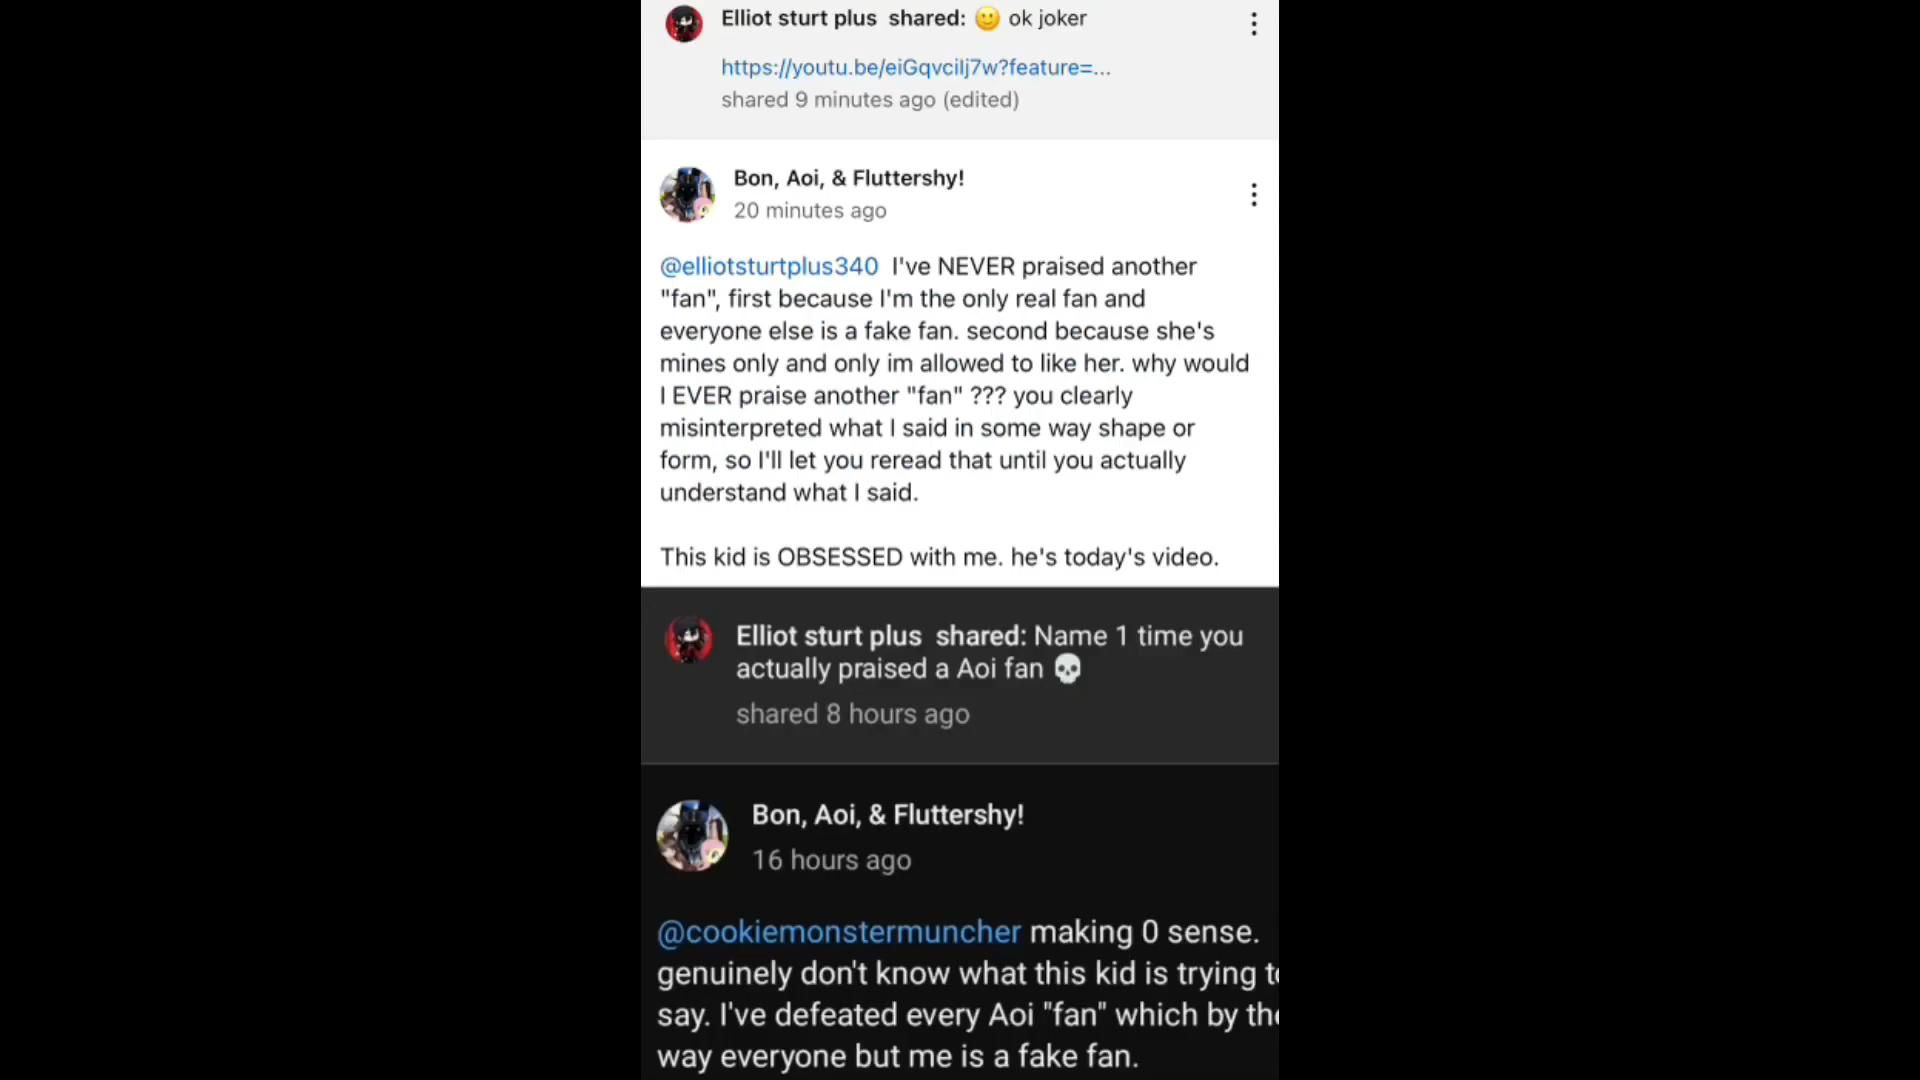 Elliot sturt plus shared: 🙂 ok joker
https://youtu.be/eiGqvcilj7w?feature=...
shared 9 minutes ago (edited)
Bon, Aoi, & Fluttershy!
20 minutes ago
@elliotsturtplus340 I've NEVER praised another
"fan", first because I'm the only real fan and
everyone else is a fake fan. second because she's
mines only and only im allowed to like her. why would
I EVER praise another "fan" ??? you clearly
misinterpreted what I said in some way shape or
form, so I'll let you reread that until you actually
understand what I said.
This kid is OBSESSED with me. he's today's video.
Elliot sturt plus shared: Name 1 time you
actually praised a Aoi fan 💀
shared 8 hours ago
Bon, Aoi, & Fluttershy!
16 hours ago
@cookiemonstermuncher making 0 sense.
genuinely don't know what this kid is trying to
say. I've defeated every Aoi "fan" which by the
way everyone but me is a fake fan.